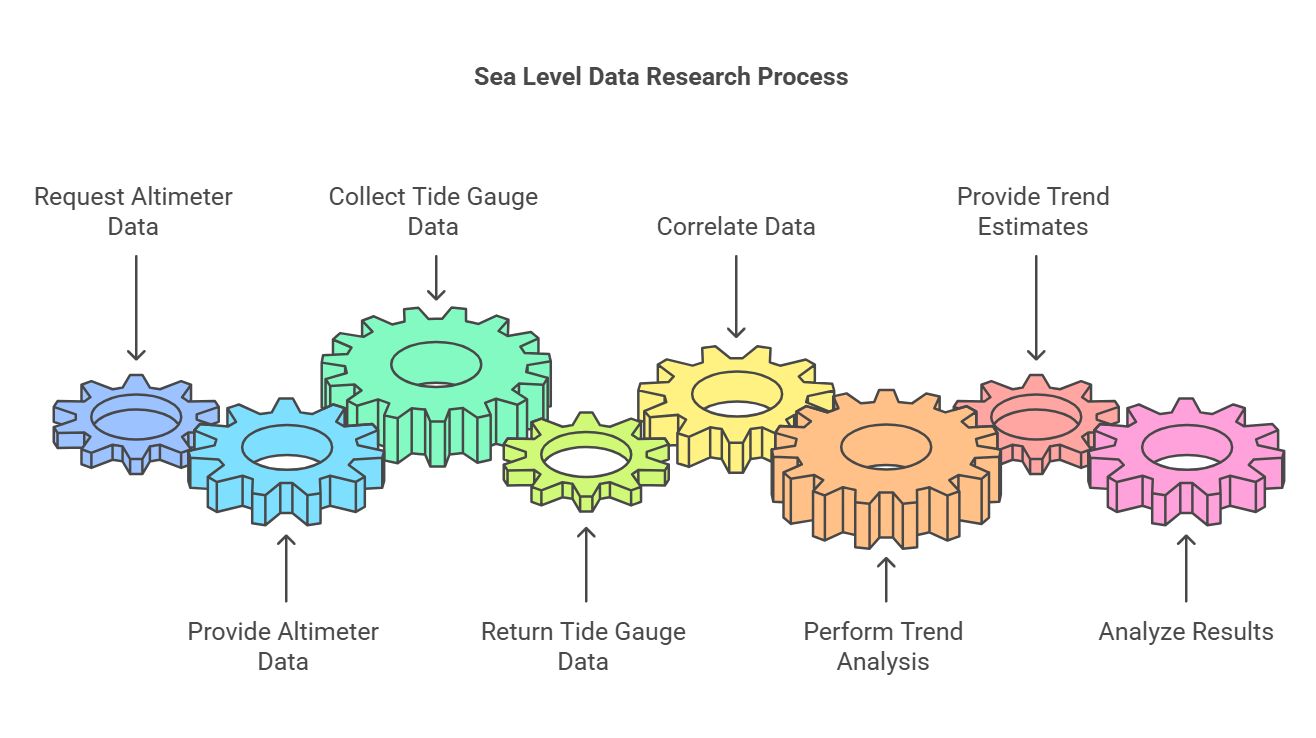 Sea Level Data Research Process
Request Altimeter
Data
Collect Tide Gauge
Data
Correlate Data
Provide Trend
Estimates
Provide Altimeter
Data
Return Tide Gauge
Data
Perform Trend
Analysis
Analyze Results